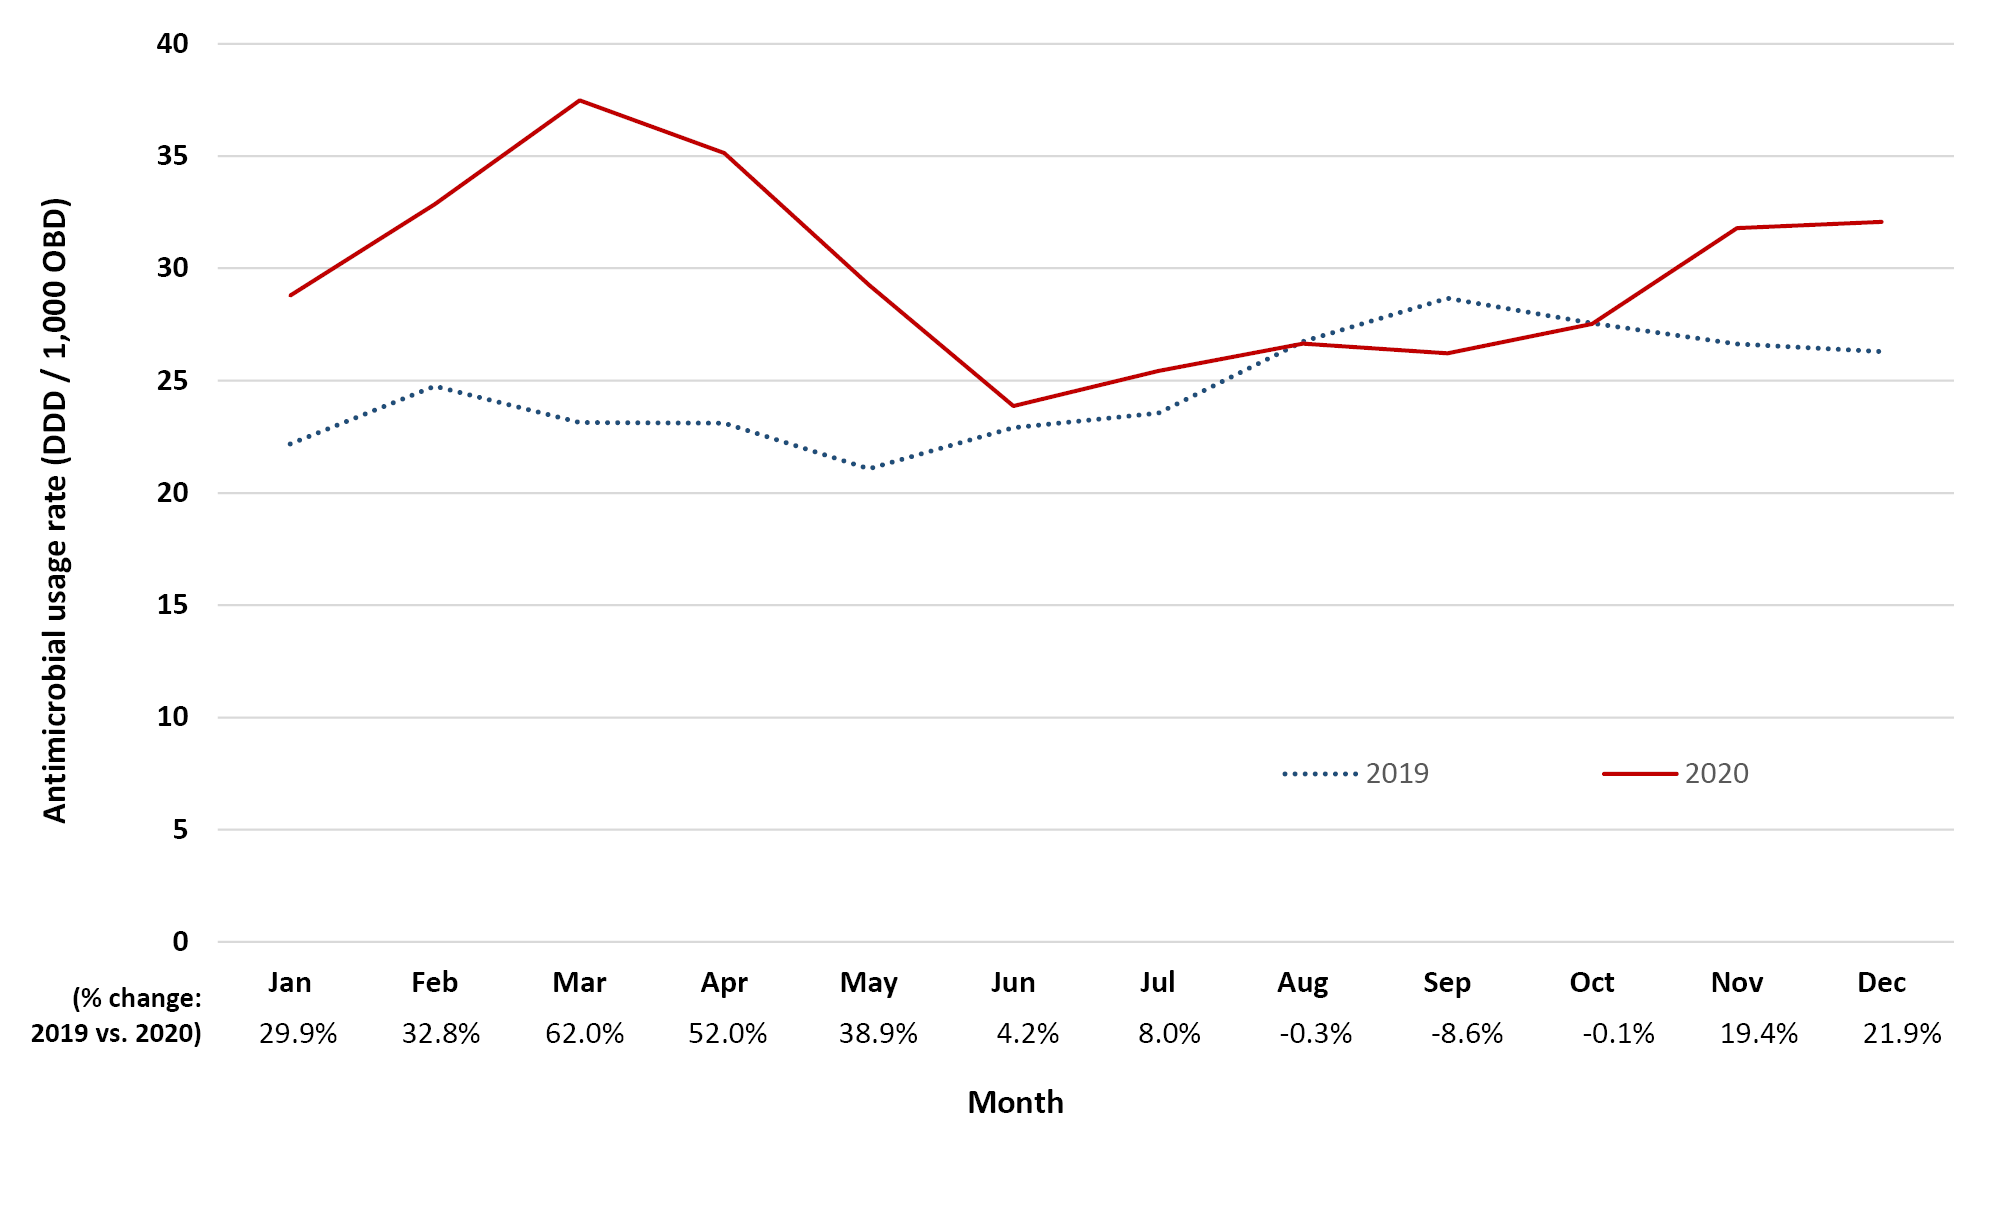 Antimicrobial usage rate (DDD / 1,000 OBD)
40
35
30
25
20
15
10
5
0
2019 2020
Jan Feb Mar Apr May Jun Jul Aug Sep Oct Nov Dec
(% change:
2019 vs. 2020) 29.9% 32.8% 62.0% 52.0% 38.9% 4.2% 8.0% -0.3% -8.6% -0.1% 19.4% 21.9%
Month